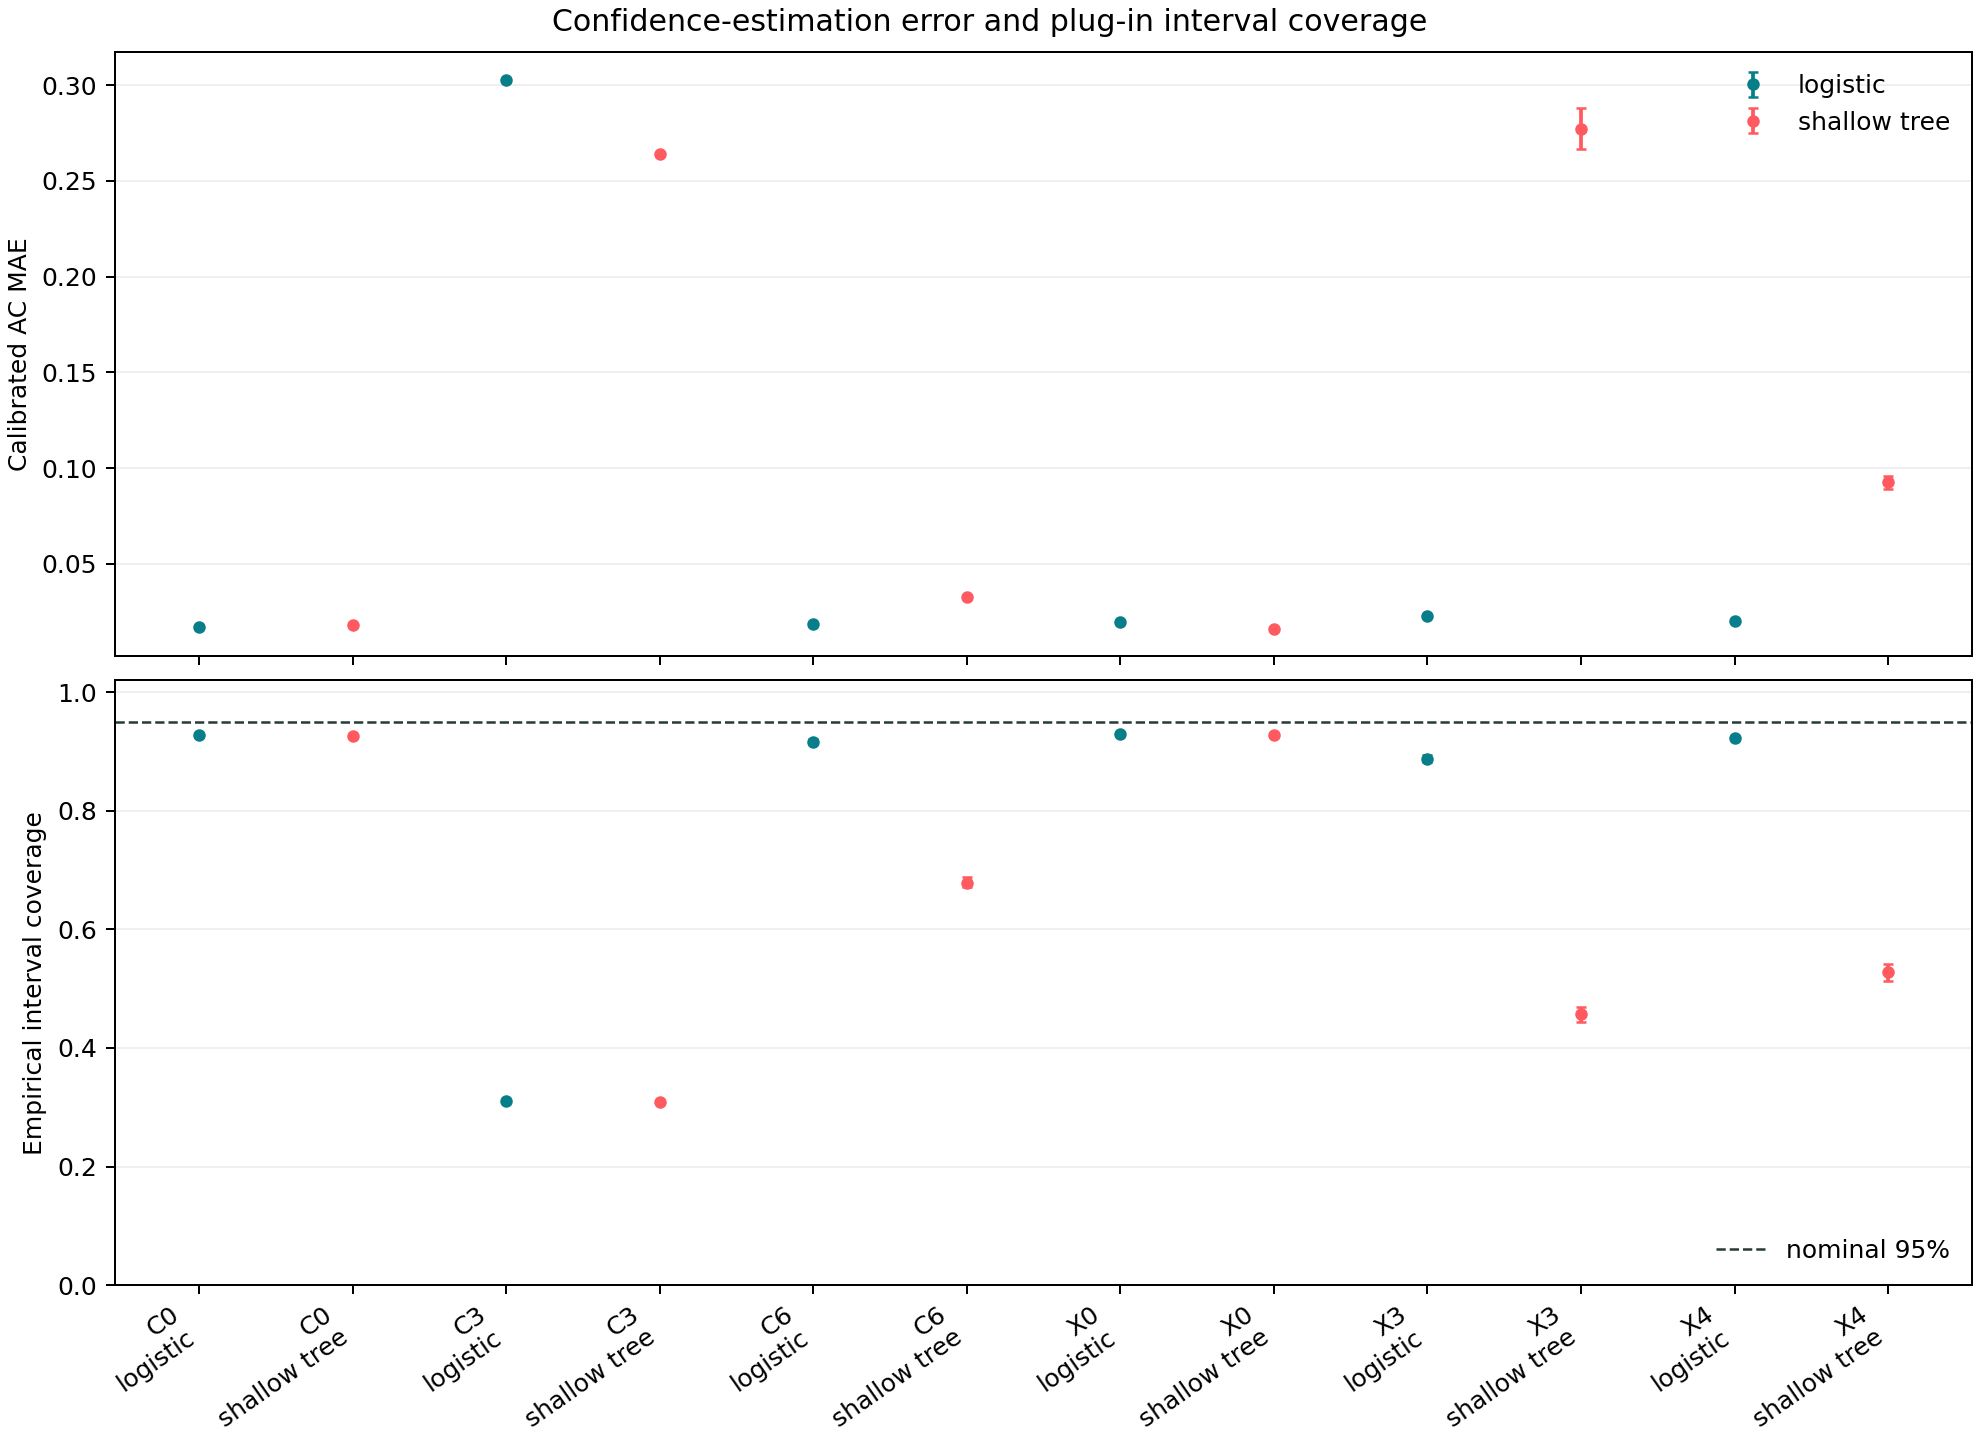 Confidence-estimation error and plug-in interval coverage
logistic
shallow tree
Calibrated AC MAE
0.30
0.25
0.20
0.15
0.10
0.05
Empirical interval coverage
1.0
0.8
0.6
0.4
0.2
0.0
nominal 95%
C0
logistic
C0
shallow tree
C3
logistic
C3
shallow tree
C6
logistic
C6
shallow tree
X0
logistic
X0
shallow tree
X3
logistic
X3
shallow tree
X4
logistic
X4
shallow tree